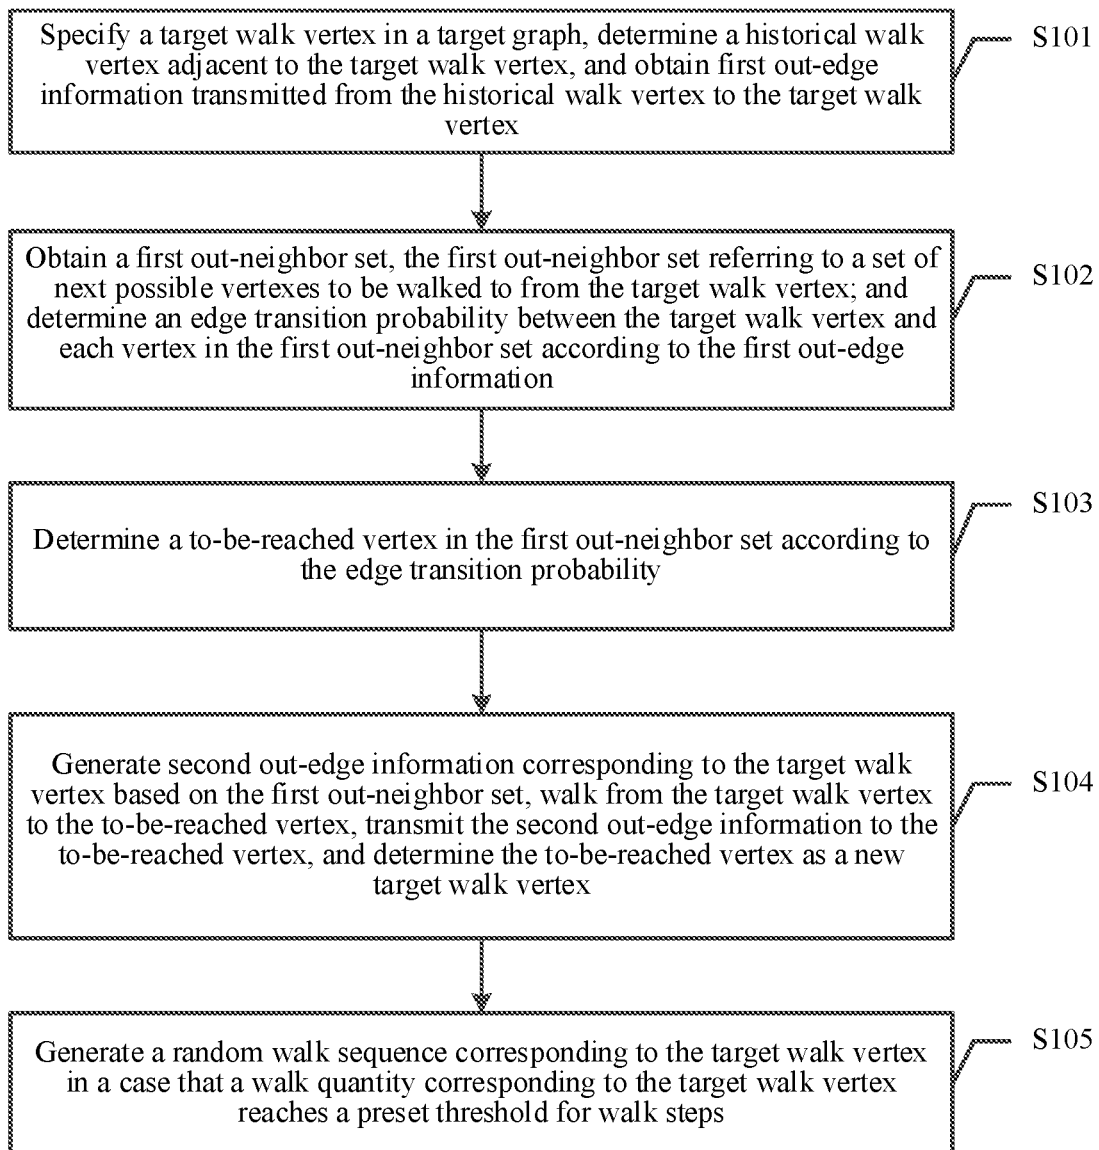 Specify a target walk vertex in a target graph, determine a historical walk
vertex adjacent to the target walk vertex, and obtain first out-edge
information transmitted from the historical walk vertex to the target walk
vertex
S101
Obtain a first out-neighbor set, the first out-neighbor set referring to a set of
next possible vertexes to be walked to from the target walk vertex; and
determine an edge transition probability between the target walk vertex and
each vertex in the first out-neighbor set according to the first out-edge
information
S102
Determine a to-be-reached vertex in the first out-neighbor set according to
the edge transition probability
S103
Generate second out-edge information corresponding to the target walk
vertex based on the first out-neighbor set, walk from the target walk vertex
to the to-be-reached vertex, transmit the second out-edge information to the
to-be-reached vertex, and determine the to-be-reached vertex as a new
target walk vertex
S104
Generate a random walk sequence corresponding to the target walk vertex
in a case that a walk quantity corresponding to the target walk vertex
reaches a preset threshold for walk steps
S105